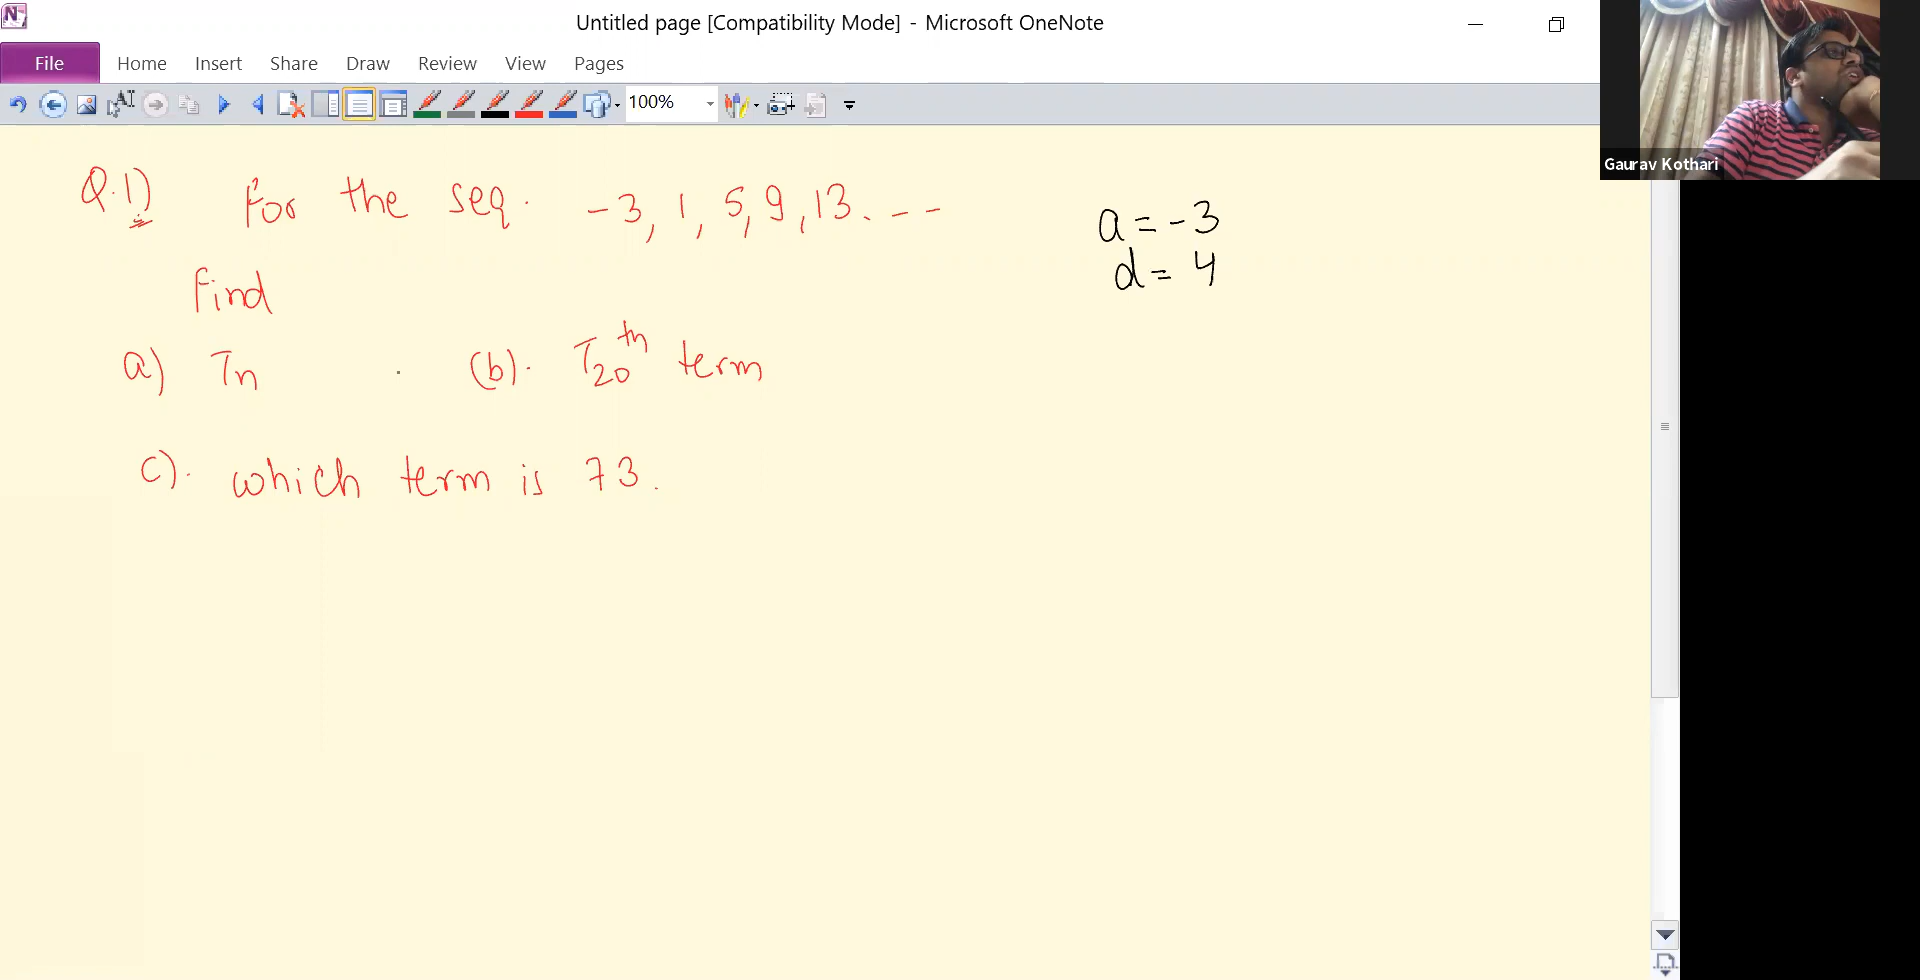 Untitled page [Compatibility Mode] - Microsoft OneNote
File Home Insert Share Draw Review View Pages
100%
Gaurav Kothari
Q.1) For the seq. -3, 1, 5, 9, 13. - -
a = -3
d = 4
Find
a) Tn (b). T20th term
c). which term is 73.